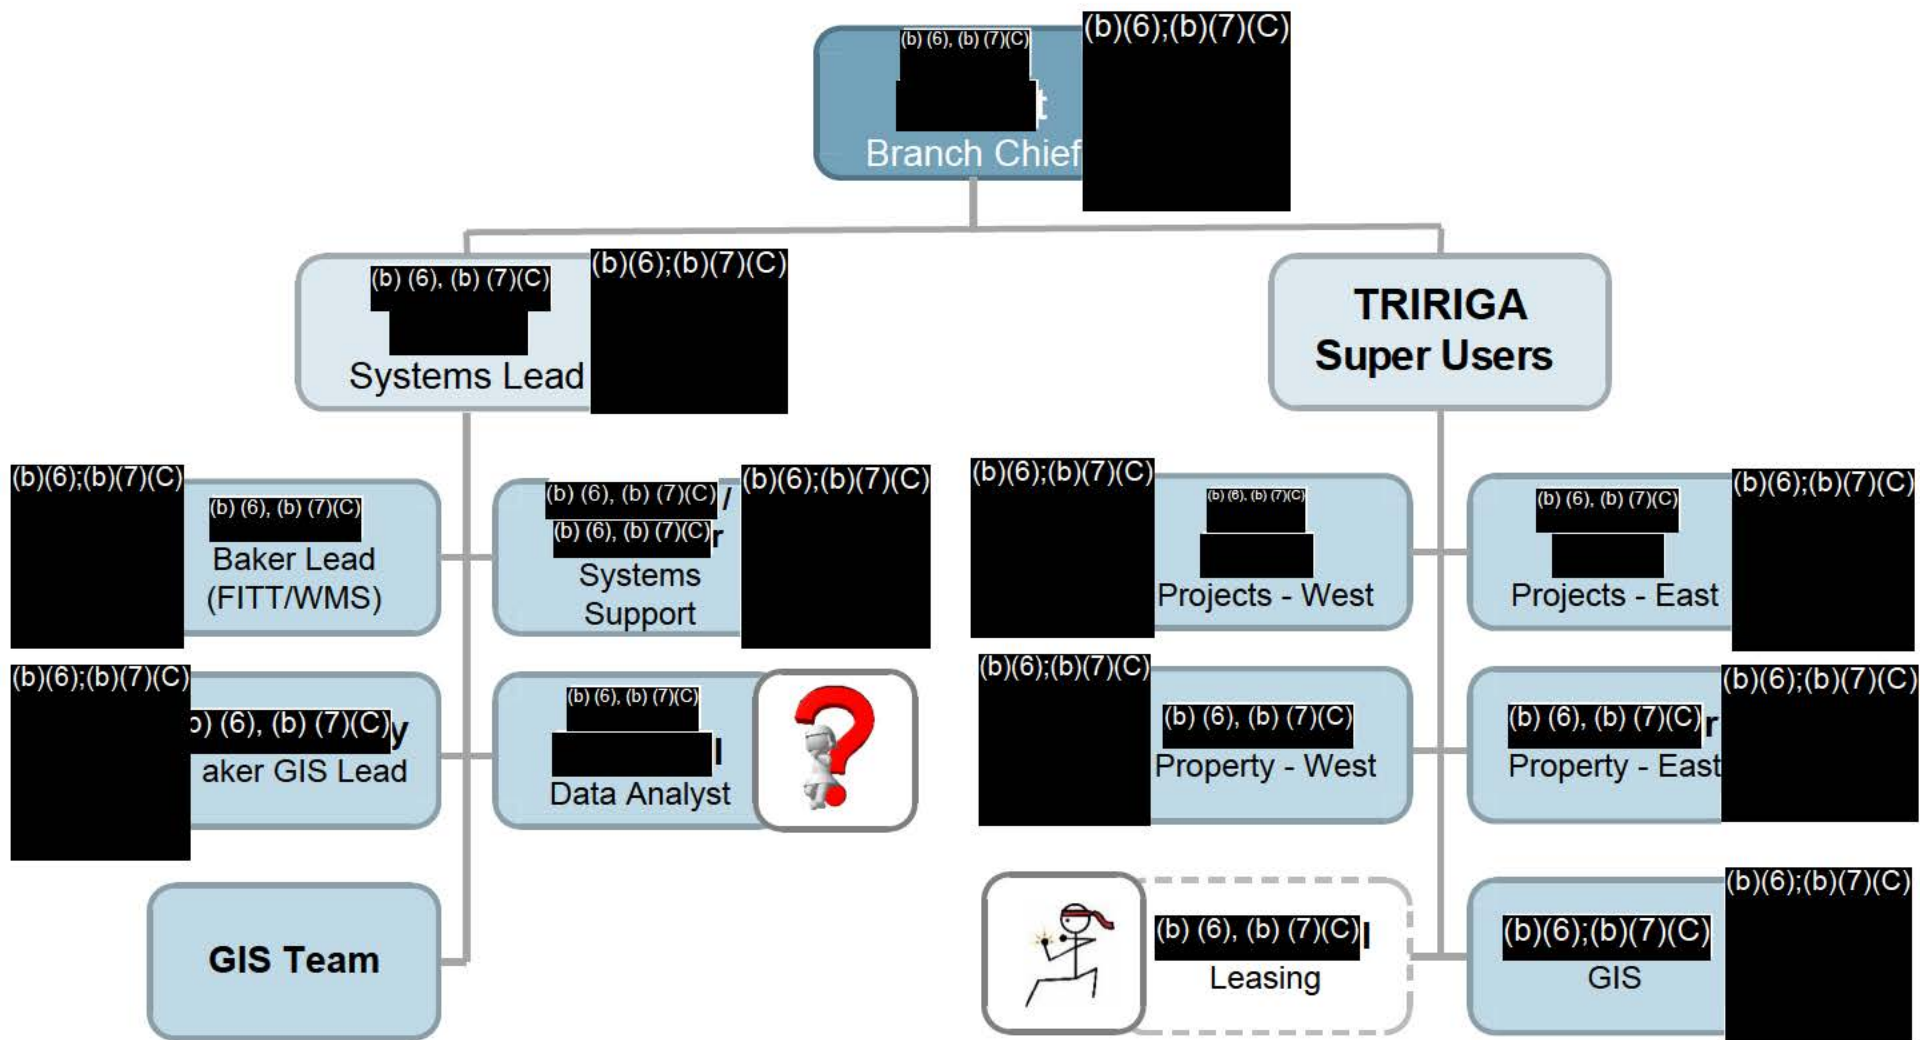 (b) (6), (b) (7)(C)
t
Branch Chief
(b)(6);(b)(7)(C)
(b) (6), (b) (7)(C)
Systems Lead
(b)(6);(b)(7)(C)
TRIRIGA
Super Users
(b)(6);(b)(7)(C)
(b) (6), (b) (7)(C)
Baker Lead
(FITT/WMS)
(b) (6), (b) (7)(C) /
(b) (6), (b) (7)(C) r
Systems
Support
(b)(6);(b)(7)(C)
(b)(6);(b)(7)(C)
(b) (6), (b) (7)(C)
Projects - West
(b) (6), (b) (7)(C)
Projects - East
(b)(6);(b)(7)(C)
(b)(6);(b)(7)(C)
b) (6), (b) (7)(C) y
aker GIS Lead
(b) (6), (b) (7)(C)
l
Data Analyst
(b)(6);(b)(7)(C)
(b) (6), (b) (7)(C)
Property - West
(b) (6), (b) (7)(C) r
Property - East
(b)(6);(b)(7)(C)
GIS Team
(b) (6), (b) (7)(C) l
Leasing
(b)(6);(b)(7)(C)
GIS
(b)(6);(b)(7)(C)